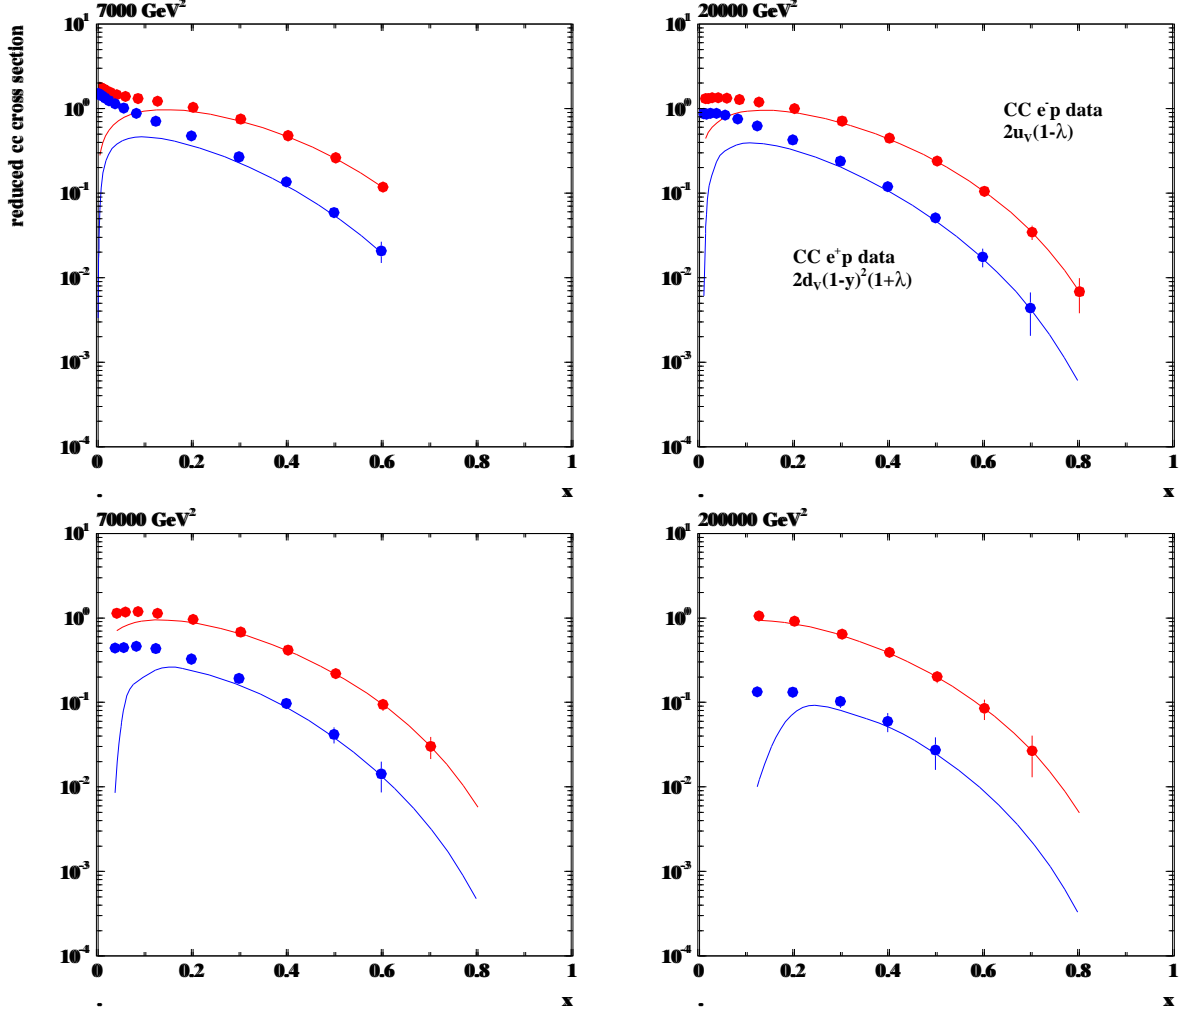 reduced cc cross section
7000 GeV²
10¹
10⁰
10⁻¹
10⁻²
10⁻³
10⁻⁴
0 0.2 0.4 0.6 0.8 1
x
20000 GeV²
10¹
10⁰
10⁻¹
10⁻²
10⁻³
10⁻⁴
CC e⁻p data
2u_V(1-λ)
CC e⁺p data
2d_V(1-y)²(1+λ)
0 0.2 0.4 0.6 0.8 1
x
70000 GeV²
10¹
10⁰
10⁻¹
10⁻²
10⁻³
10⁻⁴
0 0.2 0.4 0.6 0.8 1
x
200000 GeV²
10¹
10⁰
10⁻¹
10⁻²
10⁻³
10⁻⁴
0 0.2 0.4 0.6 0.8 1
x